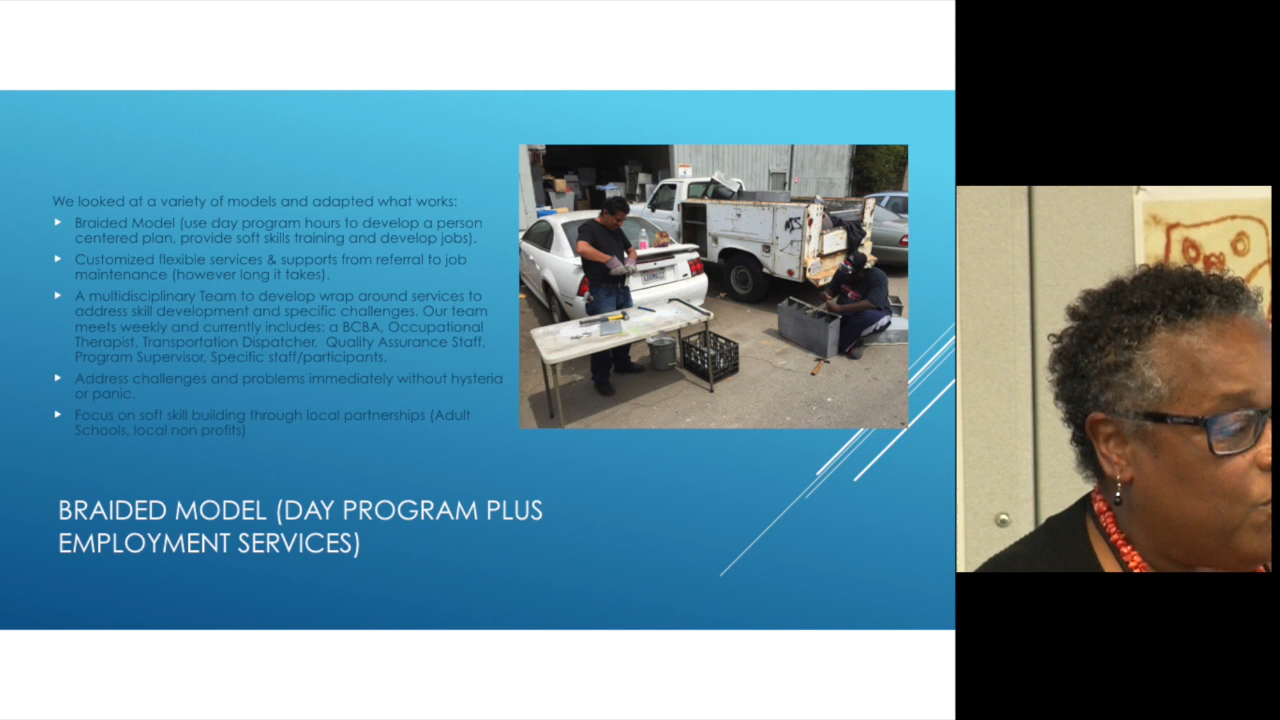 We looked at a variety of models and adapted what works:
Braided Model (use day program hours to develop a person
centered plan, provide soft skills training and develop jobs).
Customized flexible services & supports from referral to job
maintenance (however long it takes).
A multidisciplinary Team to develop wrap around services to
address skill development and specific challenges. Our team
meets weekly and currently includes: a BCBA, Occupational
Therapist, Transportation Dispatcher, Quality Assurance Staff,
Program Supervisor, Specific staff/participants.
Address challenges and problems immediately without hysteria
or panic.
Focus on soft skill building through local partnerships (Adult
Schools, local non profits)
BRAIDED MODEL (DAY PROGRAM PLUS
EMPLOYMENT SERVICES)